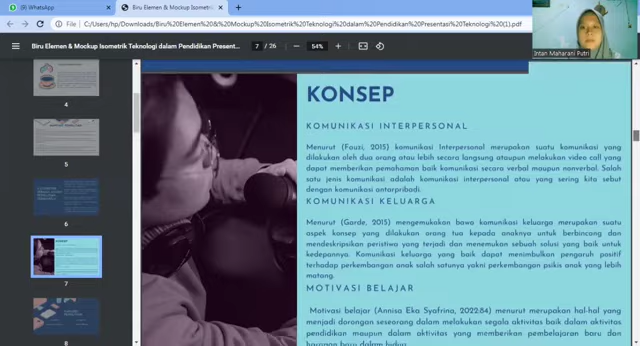 (9) WhatsApp
Biru Elemen & Mockup Isometrik
File
C:/Users/hp/Downloads/Biru%20Elemen%20&%20Mockup%20Isometrik%20Teknologi%20dalam%20Pendidikan%20Presentasi%20Teknologi%20(1).pdf
Biru Elemen & Mockup Isometrik Teknologi dalam Pendidikan Present...
7 / 26
54%
Intan Maharani Putri
4
5
6
KONSEP
7
8
KONSEP
KOMUNIKASI INTERPERSONAL
Menurut (Fouzi, 2015) komunikasi Interpersonal merupakan suatu komunikasi yang
dilakukan oleh dua orang atau lebih secara langsung ataupun melakukan video call yang
dapat memberikan pemahaman baik komunikasi secara verbal maupun nonverbal. Salah
satu jenis komunikasi adalah komunikasi interpersonal atau yang sering kita sebut
dengan komunikasi antarpribadi.
KOMUNIKASI KELUARGA
Menurut (Garde, 2015) mengemukakan bawa komunikasi keluarga merupakan suatu
aspek konsep yang dilakukan orang tua kepada anaknya untuk berbincang dan
mendeskripsikan peristiwa yang terjadi dan menemukan sebuah solusi yang baik untuk
kedepannya. Komunikasi keluarga yang baik dapat menimbulkan pengaruh positif
terhadap perkembangan anak salah satunya yakni perkembangan psikis anak yang lebih
matang.
MOTIVASI BELAJAR
Motivasi belajar (Annisa Eka Syafrina, 2022:84) menurut merupakan hal-hal yang
menjadi dorongan seseorang dalam melakukan segala aktivitas baik dalam aktivitas
pendidikan maupun dalam aktivitas yang memberikan pembelajaran baru dan
harapan baru dalam hidup